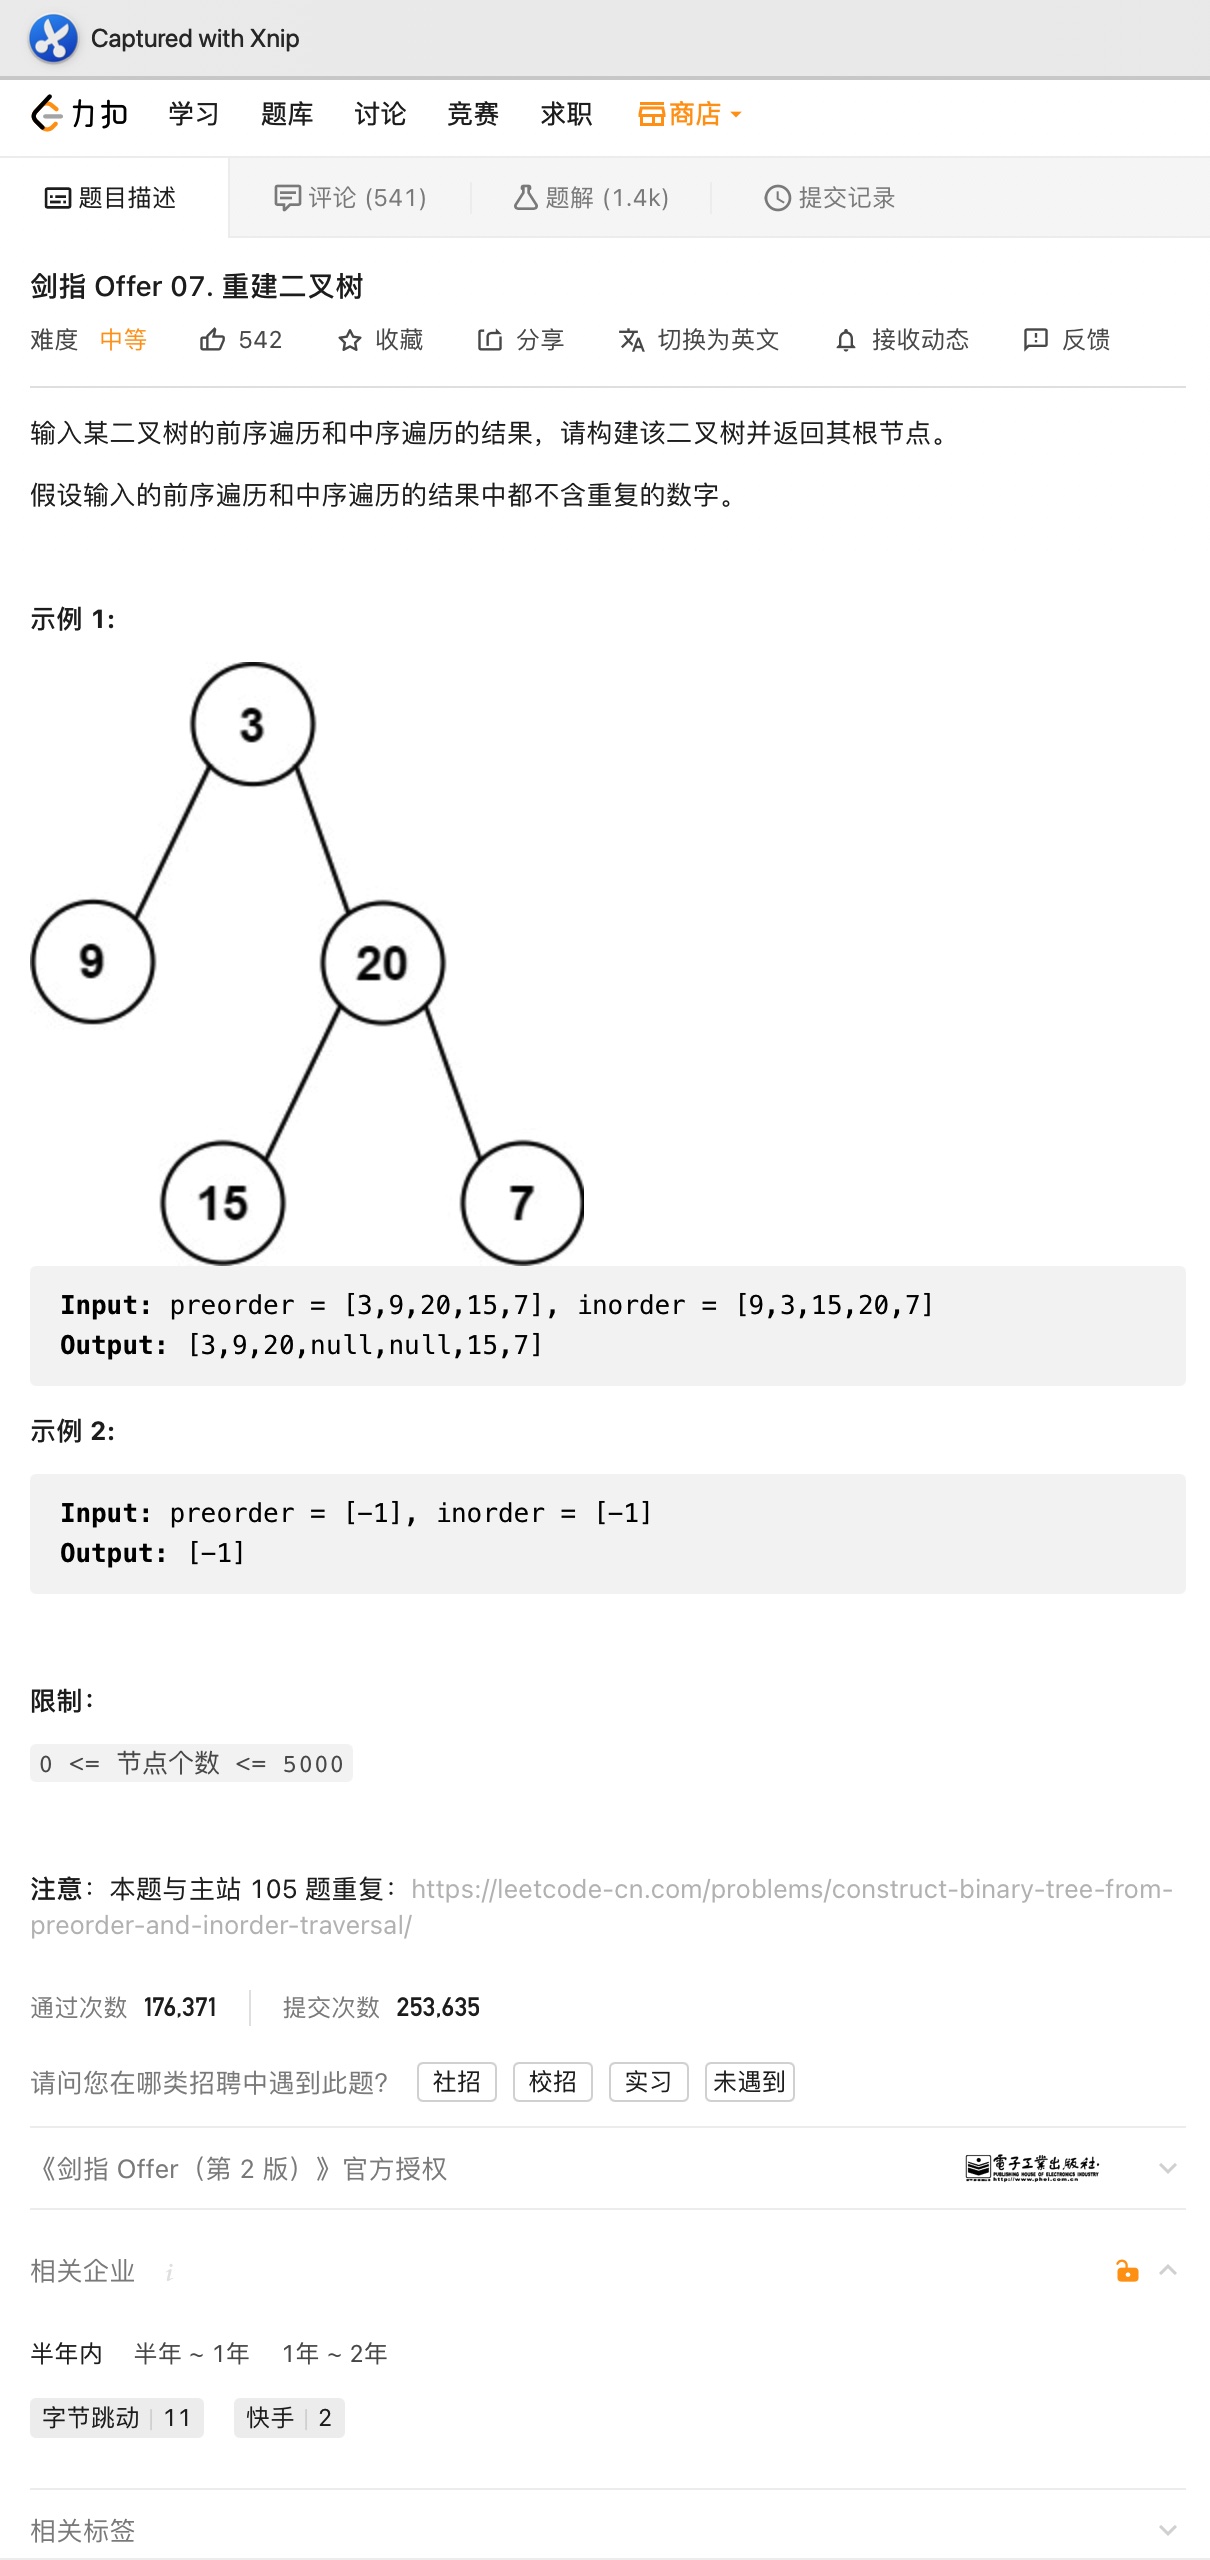 Captured with Xnip
力扣 学习 题库 讨论 竞赛 求职 商店
题目描述 评论 (541) 题解 (1.4k) 提交记录
剑指 Offer 07. 重建二叉树
难度 中等 542 收藏 分享 切换为英文 接收动态 反馈
输入某二叉树的前序遍历和中序遍历的结果，请构建该二叉树并返回其根节点。
假设输入的前序遍历和中序遍历的结果中都不含重复的数字。
示例 1:
3
9 20
15 7
Input: preorder = [3,9,20,15,7], inorder = [9,3,15,20,7]
Output: [3,9,20,null,null,15,7]
示例 2:
Input: preorder = [-1], inorder = [-1]
Output: [-1]
限制：
0 <= 节点个数 <= 5000
注意：本题与主站 105 题重复：https://leetcode-cn.com/problems/construct-binary-tree-from-
preorder-and-inorder-traversal/
通过次数 176,371 提交次数 253,635
请问您在哪类招聘中遇到此题？ 社招 校招 实习 未遇到
《剑指 Offer（第 2 版）》官方授权 電子工業出版社·
PUBLISHING HOUSE OF ELECTRONICS INDUSTRY
http://www.phei.com.cn
相关企业 i
半年内 半年 ~ 1年 1年 ~ 2年
字节跳动 | 11 快手 | 2
相关标签